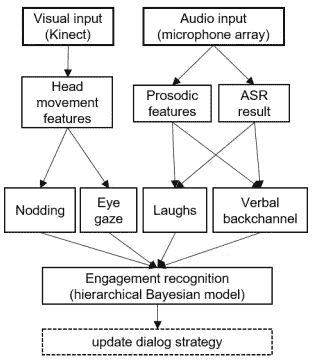 Visual input
(Kinect)
Audio input
(microphone array)
Head
movement
features
Prosodic
features
ASR
result
Nodding
Eye
gaze
Laughs
Verbal
backchannel
Engagement recognition
(hierarchical Bayesian model)
update dialog strategy